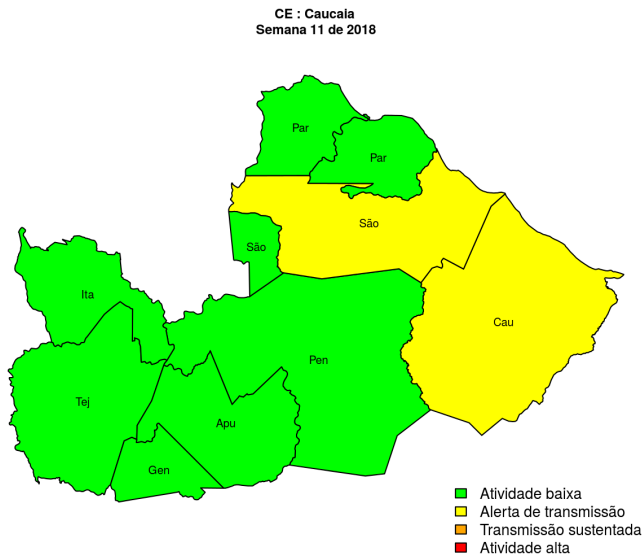 CE : Caucaia
Semana 11 de 2018
Par
Par
São
São
Ita
Cau
Pen
Tej
Apu
Gen
Atividade baixa
Alerta de transmissão
Transmissão sustentada
Atividade alta